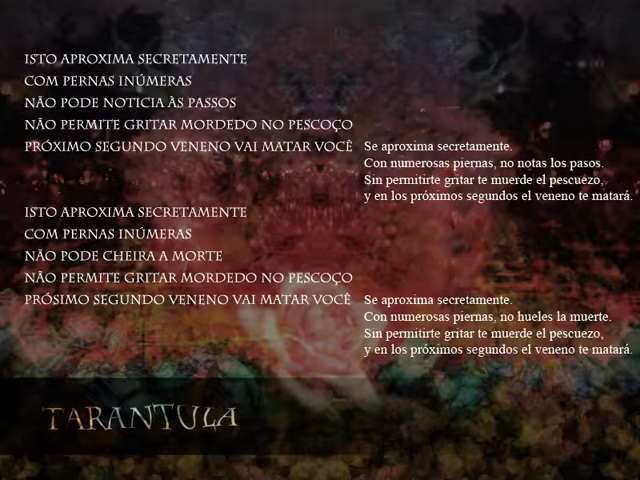 ISTO APROXIMA SECRETAMENTE
COM PERNAS INÚMERAS
NÃO PODE NOTICIA ÀS PASSOS
NÃO PERMITE GRITAR MORDEDO NO PESCOÇO
PRÓXIMO SEGUNDO VENENO VAI MATAR VOCÊ
Se aproxima secretamente.
Con numerosas piernas, no notas los pasos.
Sin permitirte gritar te muerde el pescuezo,
y en los próximos segundos el veneno te matará.
ISTO APROXIMA SECRETAMENTE
COM PERNAS INÚMERAS
NÃO PODE CHEIRA A MORTE
NÃO PERMITE GRITAR MORDEDO NO PESCOÇO
PRÓSIMO SEGUNDO VENENO VAI MATAR VOCÊ
Se aproxima secretamente.
Con numerosas piernas, no hueles la muerte.
Sin permitirte gritar te muerde el pescuezo,
y en los próximos segundos el veneno te matará.
TARANTULA